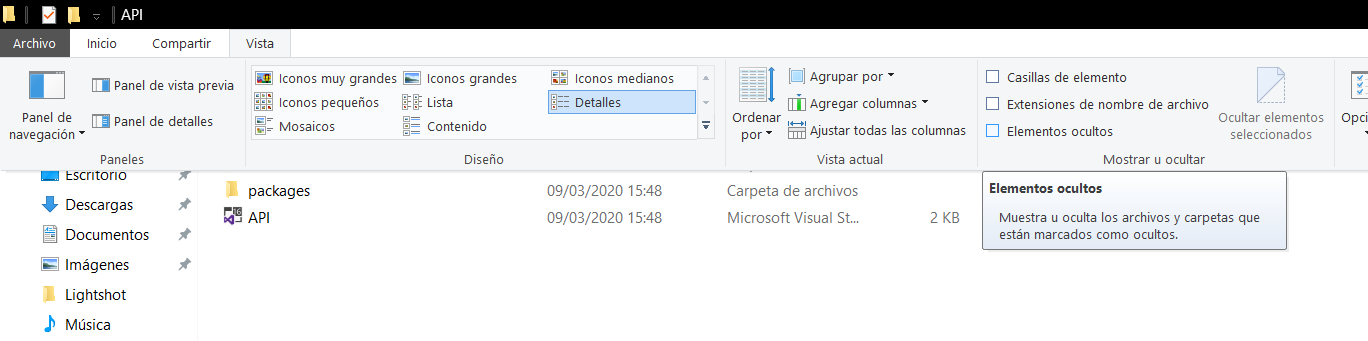 API
Archivo Inicio Compartir Vista
Panel de navegación
Panel de vista previa
Panel de detalles
Paneles
Iconos muy grandes Iconos grandes Iconos medianos
Iconos pequeños Lista Detalles
Mosaicos Contenido
Diseño
Ordenar por
Agrupar por
Agregar columnas
Ajustar todas las columnas
Vista actual
Casillas de elemento
Extensiones de nombre de archivo
Elementos ocultos
Ocultar elementos
seleccionados
Mostrar u ocultar
Opci
Escritorio
Descargas
Documentos
Imágenes
Lightshot
Música
packages 09/03/2020 15:48 Carpeta de archivos
API 09/03/2020 15:48 Microsoft Visual St... 2 KB
Elementos ocultos
Muestra u oculta los archivos y carpetas que
están marcados como ocultos.